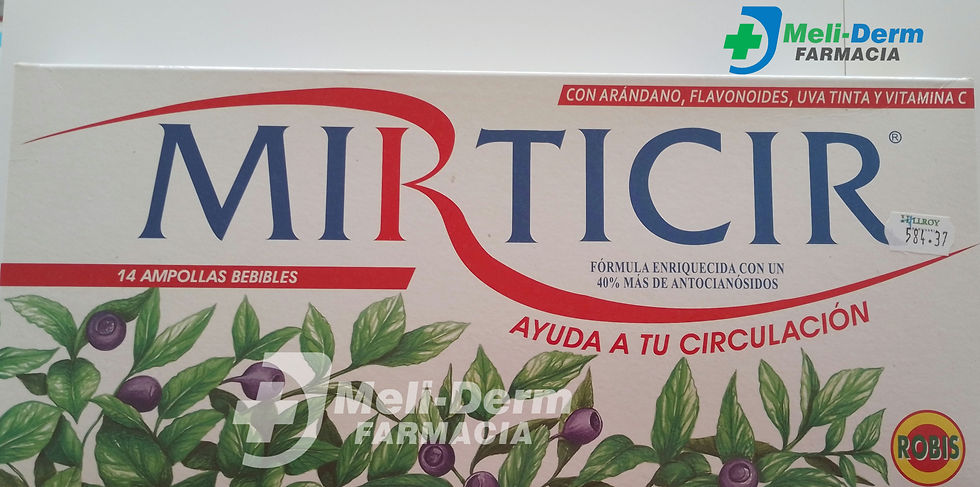 Meli-Derm
FARMACIA
CON ARÁNDANO, FLAVONOIDES, UVA TINTA Y VITAMINA C
MIRTICIR®
584.37
14 AMPOLLAS BEBIBLES
FÓRMULA ENRIQUECIDA CON UN
40% MÁS DE ANTOCIANÓSIDOS
AYUDA A TU CIRCULACIÓN
Meli-Derm
FARMACIA
ROBIS